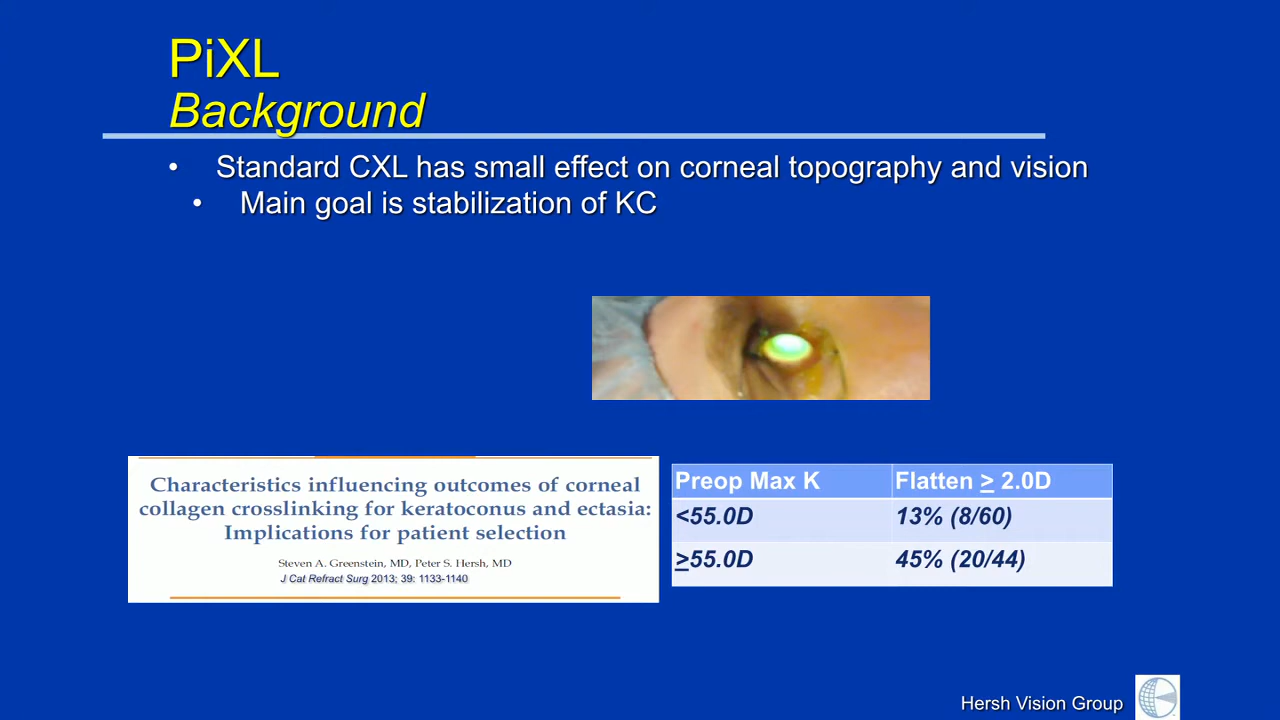 PiXL
Background
• Standard CXL has small effect on corneal topography and vision
• Main goal is stabilization of KC
Characteristics influencing outcomes of corneal
collagen crosslinking for keratoconus and ectasia:
Implications for patient selection
Steven A. Greenstein, MD, Peter S. Hersh, MD
J Cat Refract Surg 2013; 39: 1133-1140
Preop Max K Flatten ≥ 2.0D
<55.0D 13% (8/60)
≥55.0D 45% (20/44)
Hersh Vision Group